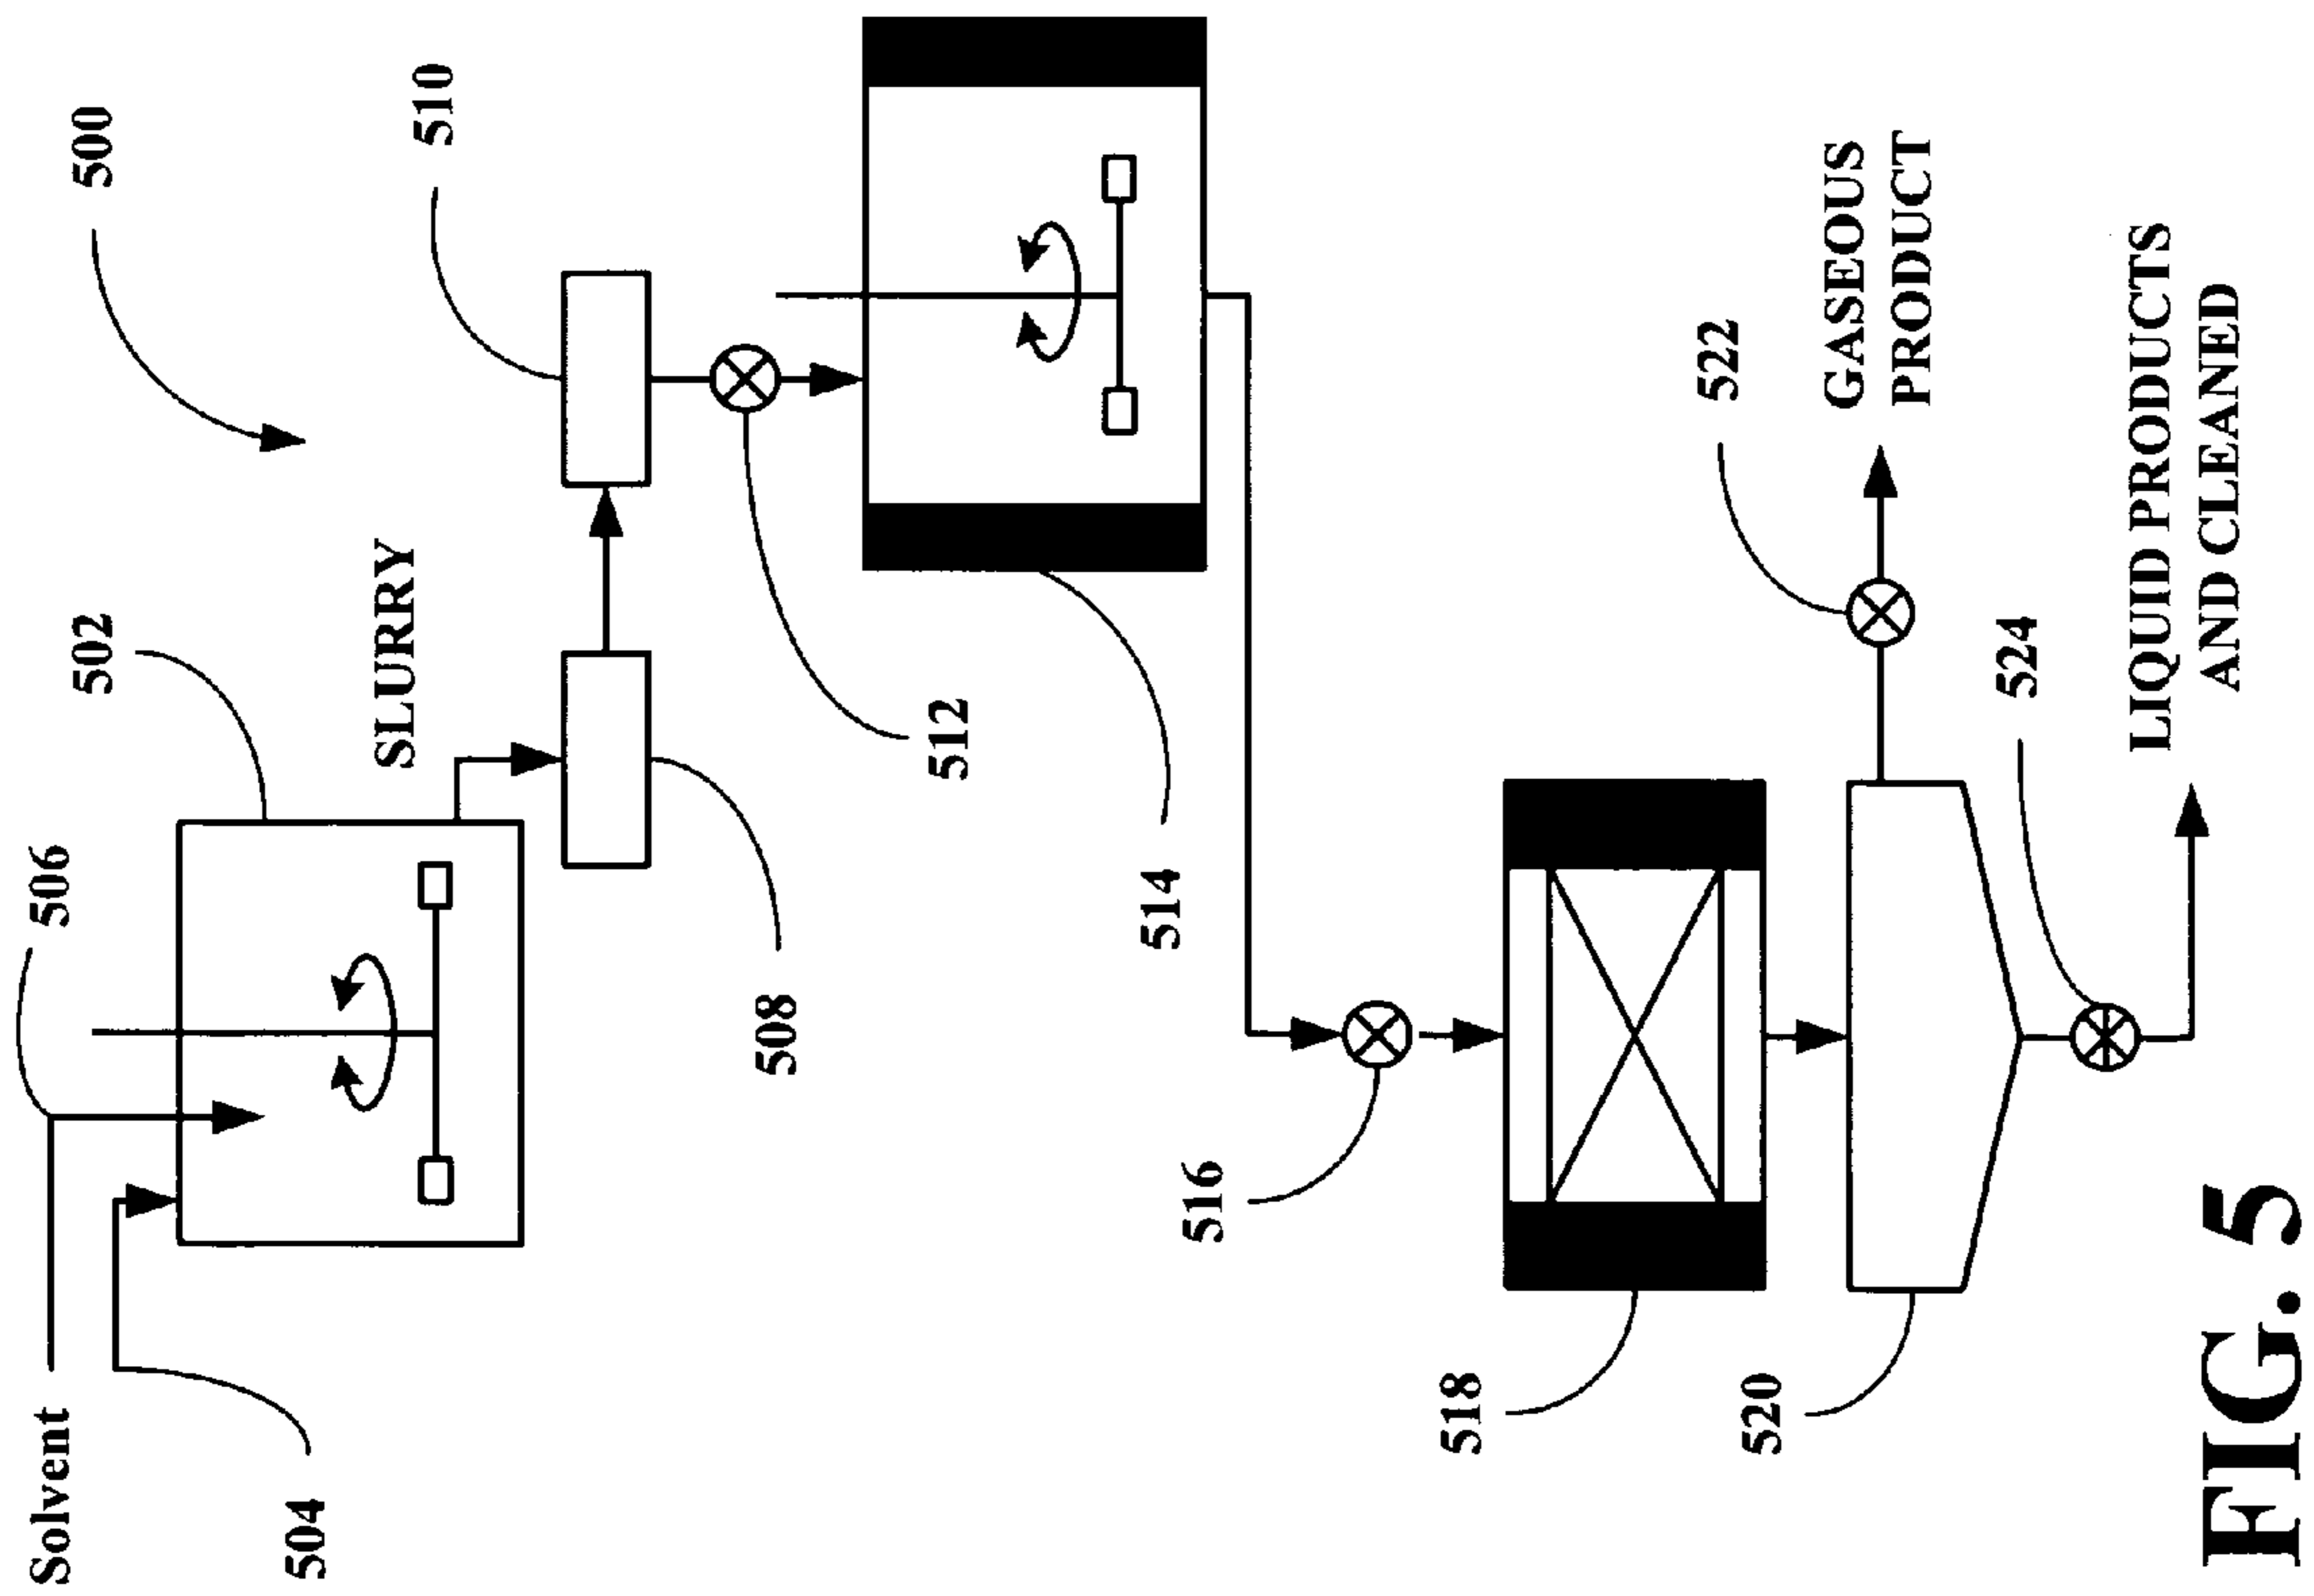 500
506
502
510
Solvent
SLURRY
504
508
512
514
516
522
GASEOUS
PRODUCT
518
524
520
LIQUID PRODUCTS
AND CLEANED
FIG. 5